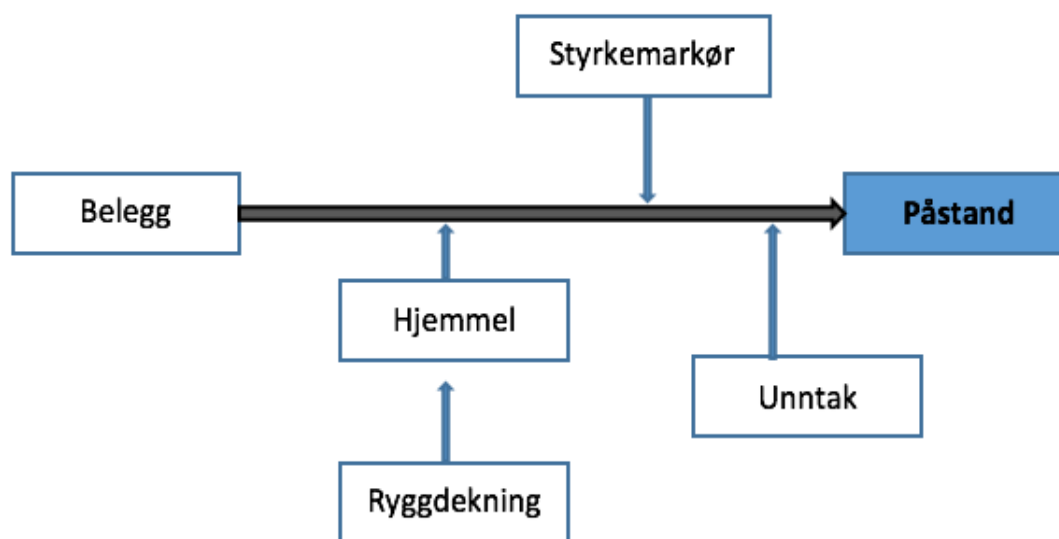 Styrkemarkør
Belegg
Påstand
Hjemmel
Unntak
Ryggdekning